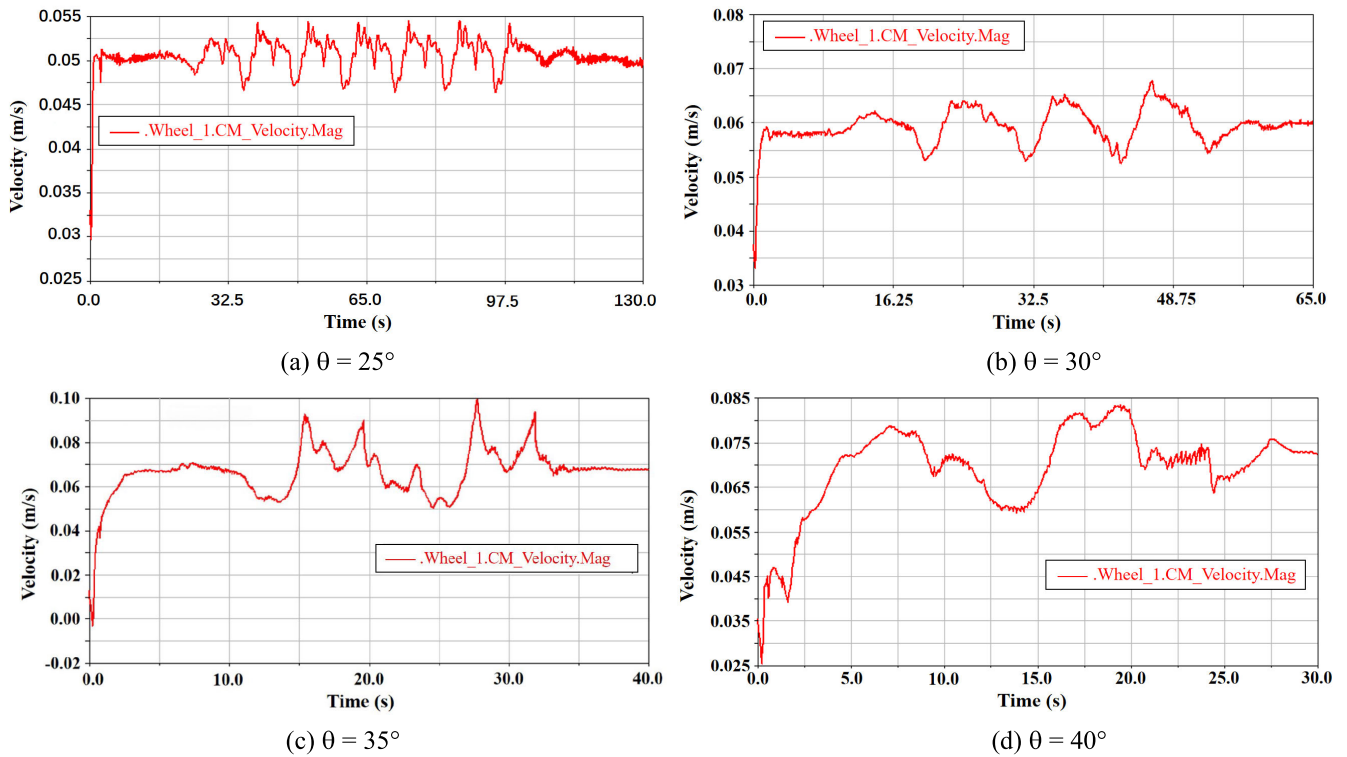 0.055
0.05
0.045
0.04
0.035
0.03
0.025
Velocity (m/s)
.Wheel_1.CM_Velocity.Mag
0.0 32.5 65.0 97.5 130.0
Time (s)
(a) θ = 25°
0.08
0.07
0.06
0.05
0.04
0.03
Velocity (m/s)
.Wheel_1.CM_Velocity.Mag
0.0 16.25 32.5 48.75 65.0
Time (s)
(b) θ = 30°
0.10
0.08
0.06
0.04
0.02
0.00
-0.02
Velocity (m/s)
.Wheel_1.CM_Velocity.Mag
0.0 10.0 20.0 30.0 40.0
Time (s)
(c) θ = 35°
0.085
0.075
0.065
0.055
0.045
0.035
0.025
Velocity (m/s)
.Wheel_1.CM_Velocity.Mag
0.0 5.0 10.0 15.0 20.0 25.0 30.0
Time (s)
(d) θ = 40°